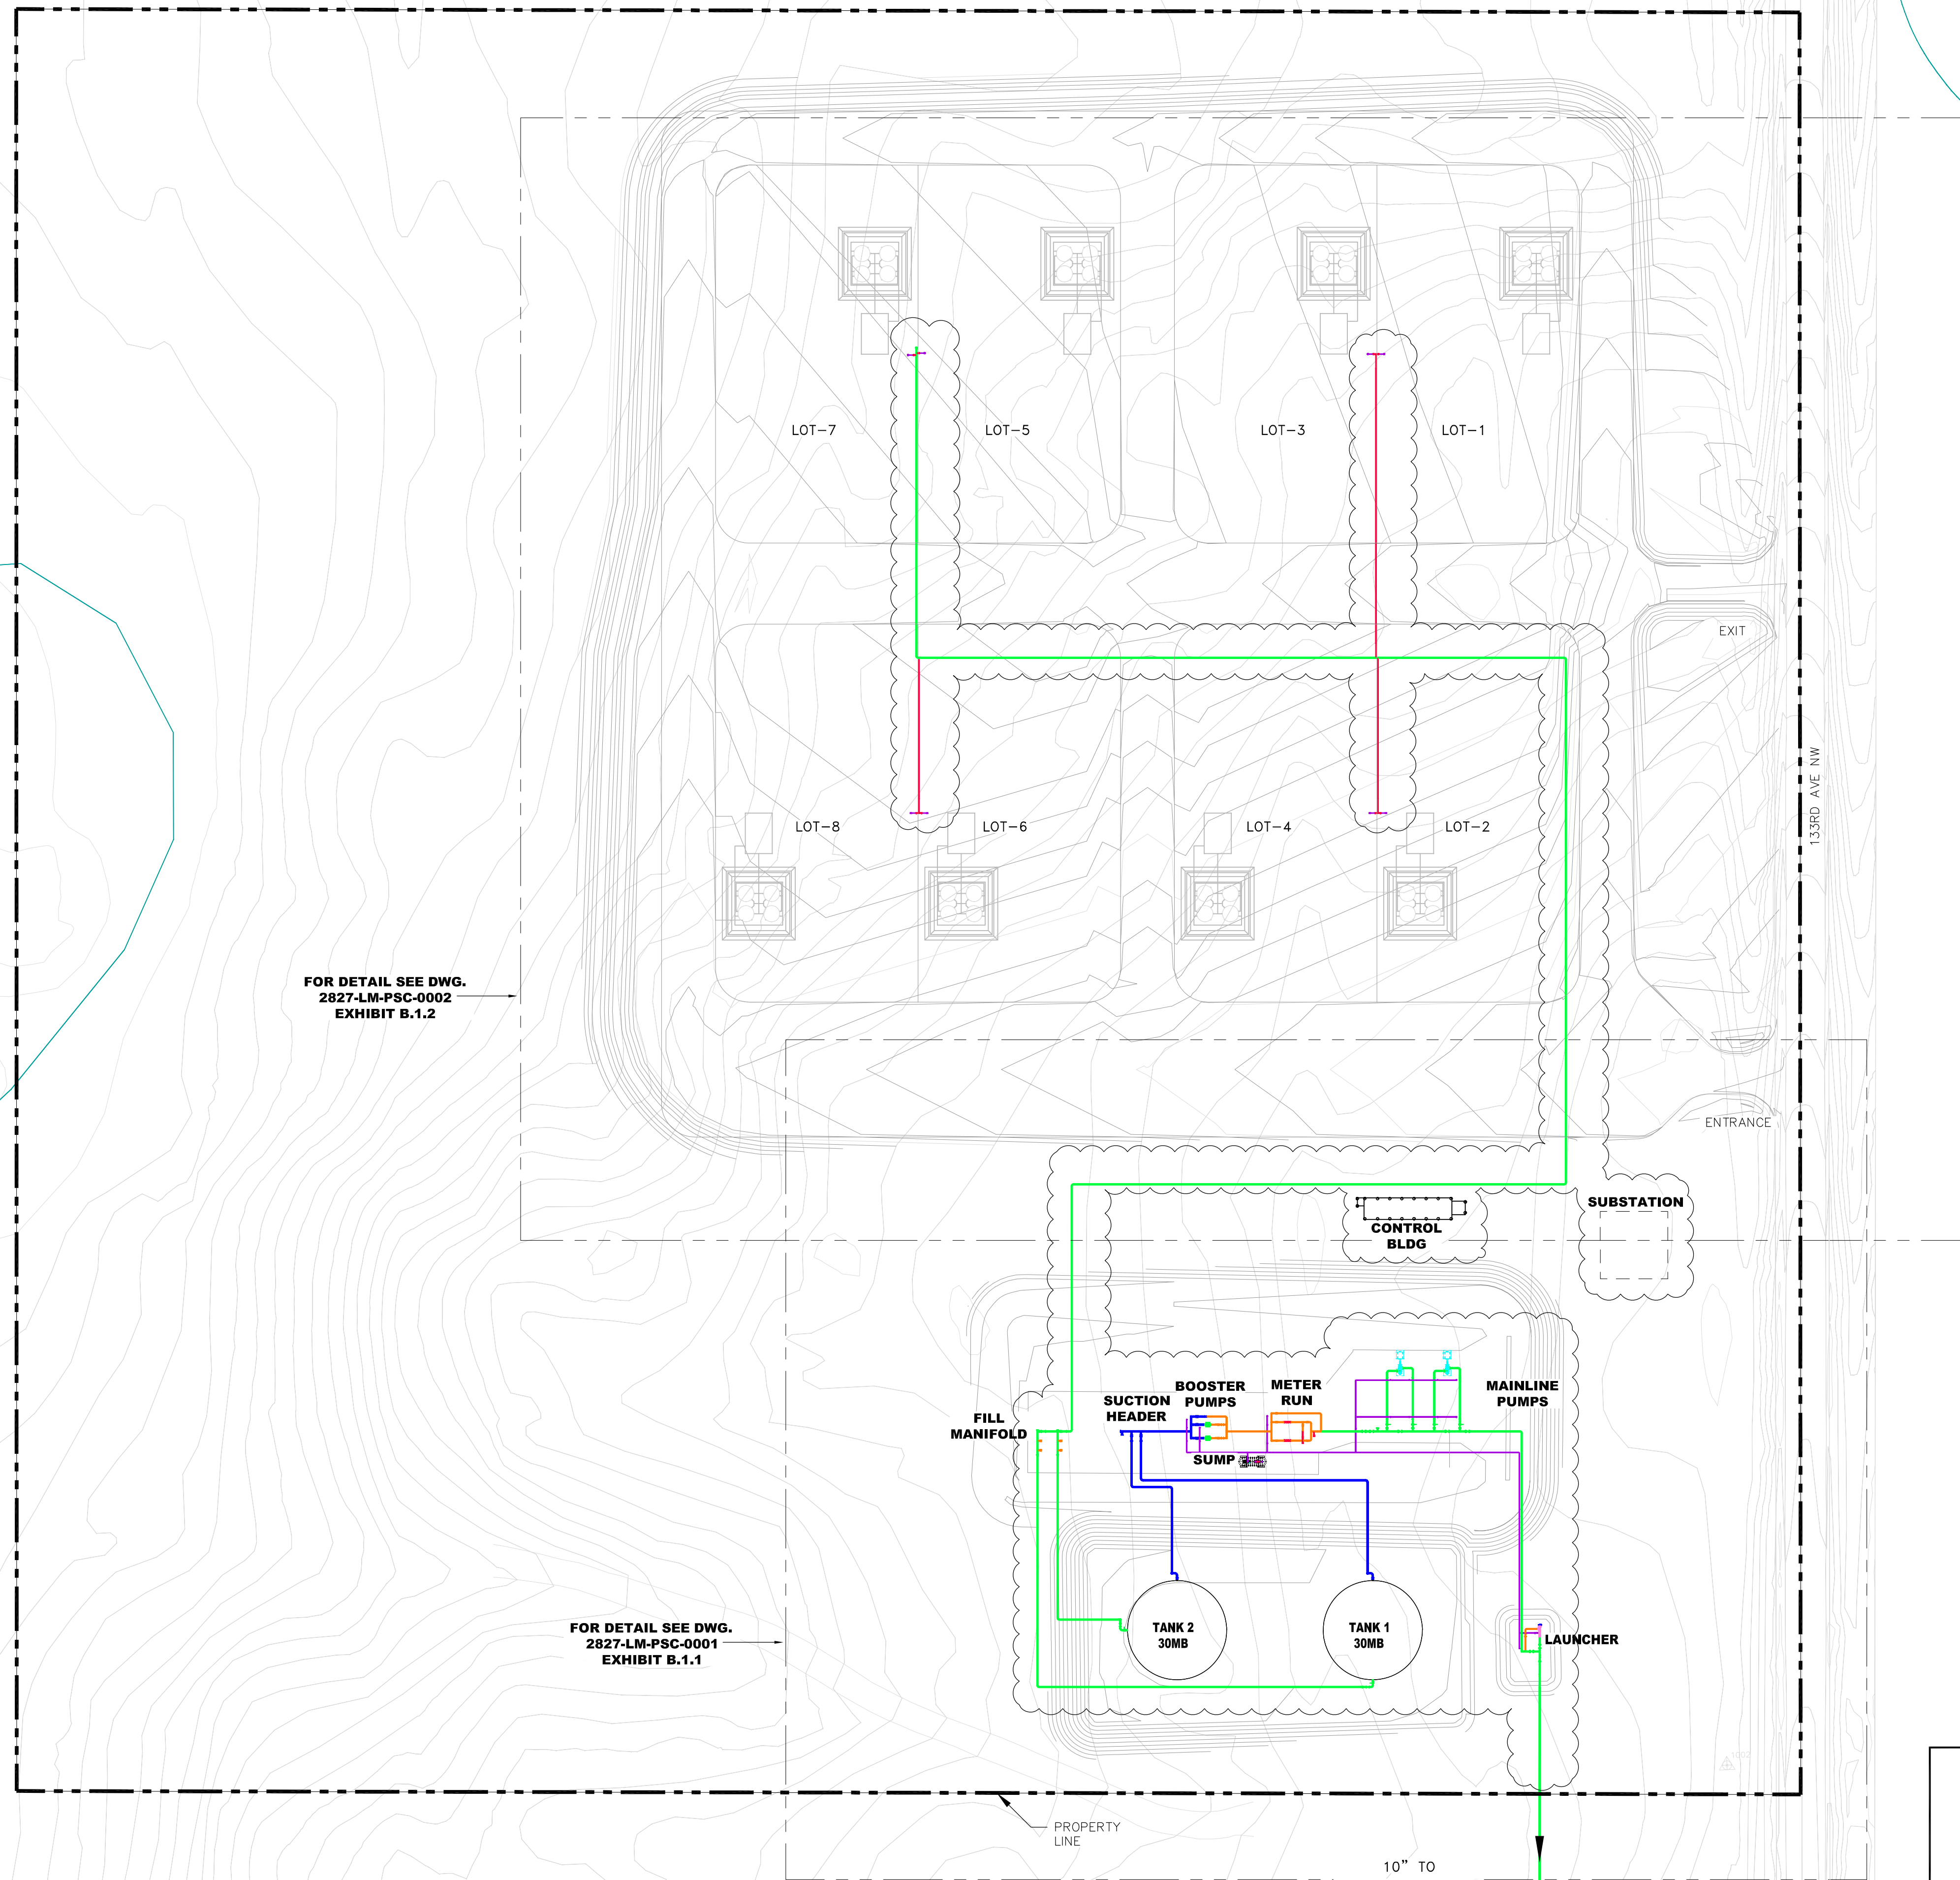 LOT-7
LOT-5
LOT-3
LOT-1
EXIT
133RD AVE NW
LOT-8
LOT-6
LOT-4
LOT-2
FOR DETAIL SEE DWG.
2827-LM-PSC-0002
EXHIBIT B.1.2
ENTRANCE
SUBSTATION
CONTROL
BLDG
FILL
MANIFOLD
SUCTION
HEADER
BOOSTER
PUMPS
METER
RUN
MAINLINE
PUMPS
SUMP
TANK 2
30MB
TANK 1
30MB
LAUNCHER
FOR DETAIL SEE DWG.
2827-LM-PSC-0001
EXHIBIT B.1.1
PROPERTY
LINE
10" TO